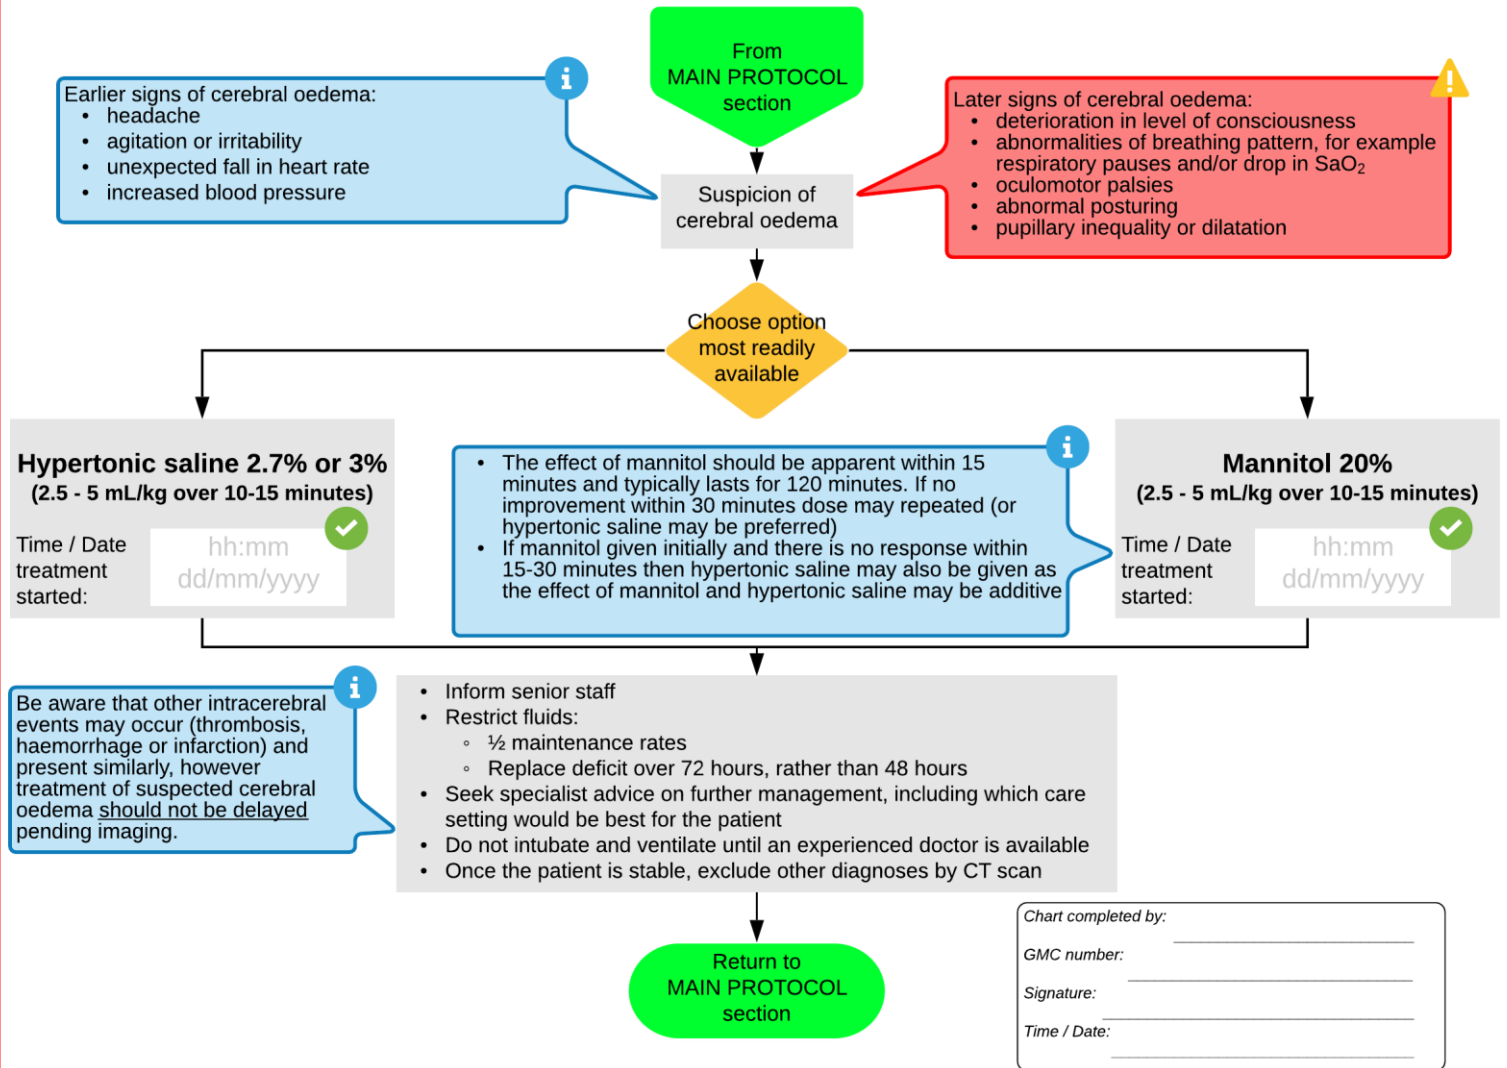 From
MAIN PROTOCOL
section
Earlier signs of cerebral oedema:
• headache
• agitation or irritability
• unexpected fall in heart rate
• increased blood pressure
Later signs of cerebral oedema:
• deterioration in level of consciousness
• abnormalities of breathing pattern, for example
respiratory pauses and/or drop in SaO₂
• oculomotor palsies
• abnormal posturing
• pupillary inequality or dilatation
Suspicion of
cerebral oedema
Choose option
most readily
available
Hypertonic saline 2.7% or 3%
(2.5 - 5 mL/kg over 10-15 minutes)
Time / Date
treatment
started:
hh:mm
dd/mm/yyyy
• The effect of mannitol should be apparent within 15
minutes and typically lasts for 120 minutes. If no
improvement within 30 minutes dose may repeated (or
hypertonic saline may be preferred)
• If mannitol given initially and there is no response within
15-30 minutes then hypertonic saline may also be given as
the effect of mannitol and hypertonic saline may be additive
Mannitol 20%
(2.5 - 5 mL/kg over 10-15 minutes)
Time / Date
treatment
started:
hh:mm
dd/mm/yyyy
Be aware that other intracerebral
events may occur (thrombosis,
haemorrhage or infarction) and
present similarly, however
treatment of suspected cerebral
oedema should not be delayed
pending imaging.
• Inform senior staff
• Restrict fluids:
◦ ½ maintenance rates
◦ Replace deficit over 72 hours, rather than 48 hours
• Seek specialist advice on further management, including which care
setting would be best for the patient
• Do not intubate and ventilate until an experienced doctor is available
• Once the patient is stable, exclude other diagnoses by CT scan
Return to
MAIN PROTOCOL
section
Chart completed by:
GMC number:
Signature:
Time / Date: